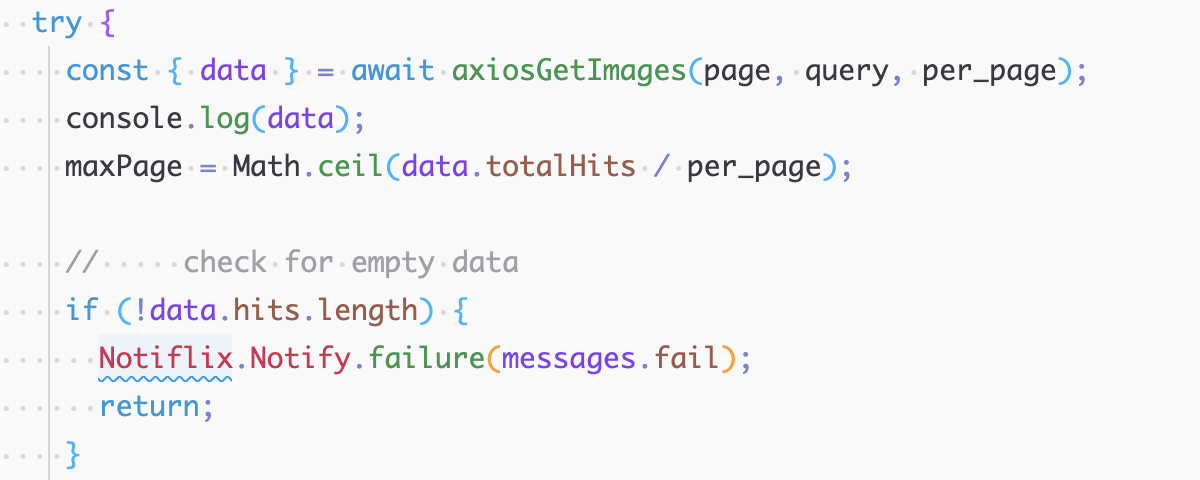 try {
const { data } = await axiosGetImages(page, query, per_page);
console.log(data);
maxPage = Math.ceil(data.totalHits / per_page);
//     check for empty data
if (!data.hits.length) {
Notiflix.Notify.failure(messages.fail);
return;
}